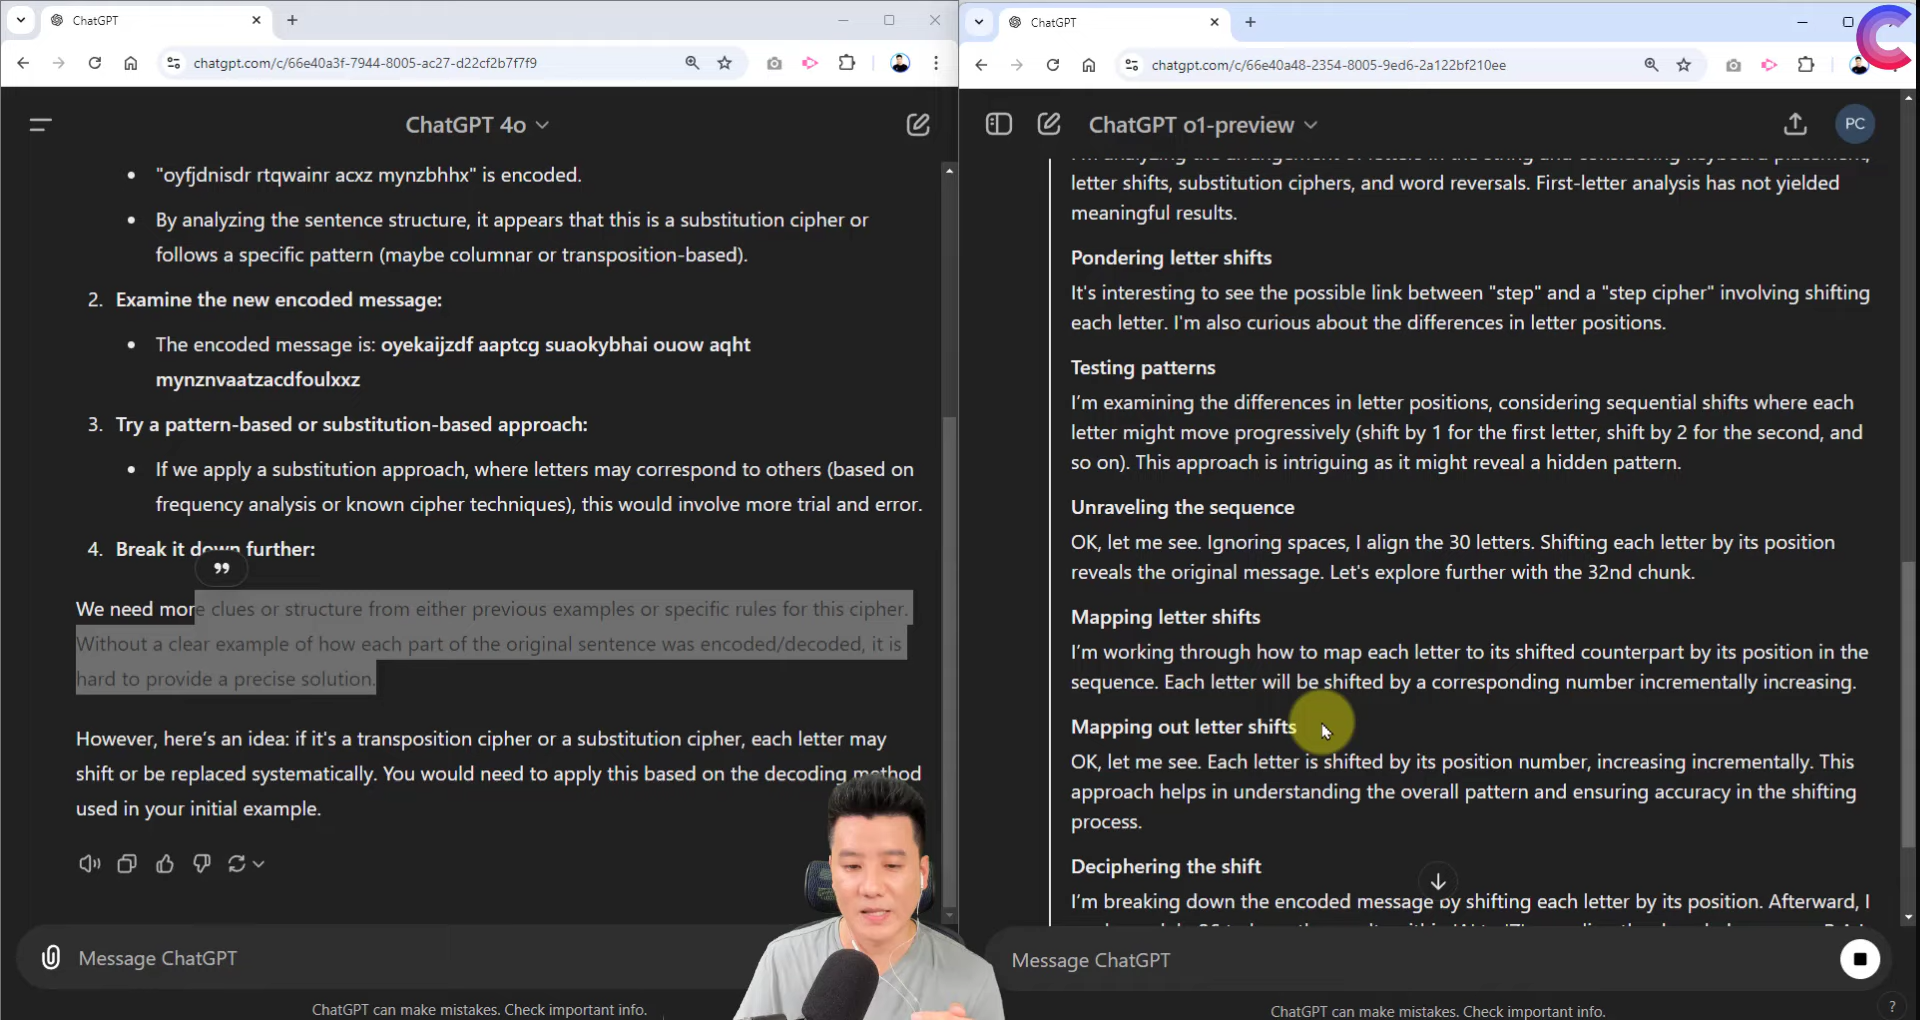 ChatGPT
chatgpt.com/c/66e40a3f-7944-8005-ac27-d22cf2b7f7f9
ChatGPT 4o
• "oyfjdnisdr rtqwainr acxz mynzbhhx" is encoded.
• By analyzing the sentence structure, it appears that this is a substitution cipher or
follows a specific pattern (maybe columnar or transposition-based).
2. Examine the new encoded message:
• The encoded message is: oyekaijzdf aaptcg suaokybhai ouow aqht
mynznvaatzacdfoulxxz
3. Try a pattern-based or substitution-based approach:
• If we apply a substitution approach, where letters may correspond to others (based on
frequency analysis or known cipher techniques), this would involve more trial and error.
4. Break it down further:
We need more clues or structure from either previous examples or specific rules for this cipher.
Without a clear example of how each part of the original sentence was encoded/decoded, it is
hard to provide a precise solution.
However, here's an idea: if it's a transposition cipher or a substitution cipher, each letter may
shift or be replaced systematically. You would need to apply this based on the decoding method
used in your initial example.
Message ChatGPT
ChatGPT can make mistakes. Check important info.
ChatGPT
chatgpt.com/c/66e40a48-2354-8005-9ed6-2a122bf210ee
ChatGPT o1-preview
PC
I'm analyzing the arrangement of letters in the string and considering keyboard placement,
letter shifts, substitution ciphers, and word reversals. First-letter analysis has not yielded
meaningful results.
Pondering letter shifts
It's interesting to see the possible link between "step" and a "step cipher" involving shifting
each letter. I'm also curious about the differences in letter positions.
Testing patterns
I'm examining the differences in letter positions, considering sequential shifts where each
letter might move progressively (shift by 1 for the first letter, shift by 2 for the second, and
so on). This approach is intriguing as it might reveal a hidden pattern.
Unraveling the sequence
OK, let me see. Ignoring spaces, I align the 30 letters. Shifting each letter by its position
reveals the original message. Let's explore further with the 32nd chunk.
Mapping letter shifts
I'm working through how to map each letter to its shifted counterpart by its position in the
sequence. Each letter will be shifted by a corresponding number incrementally increasing.
Mapping out letter shifts
OK, let me see. Each letter is shifted by its position number, increasing incrementally. This
approach helps in understanding the overall pattern and ensuring accuracy in the shifting
process.
Deciphering the shift
I'm breaking down the encoded message by shifting each letter by its position. Afterward, I
Message ChatGPT
ChatGPT can make mistakes. Check important info.
?